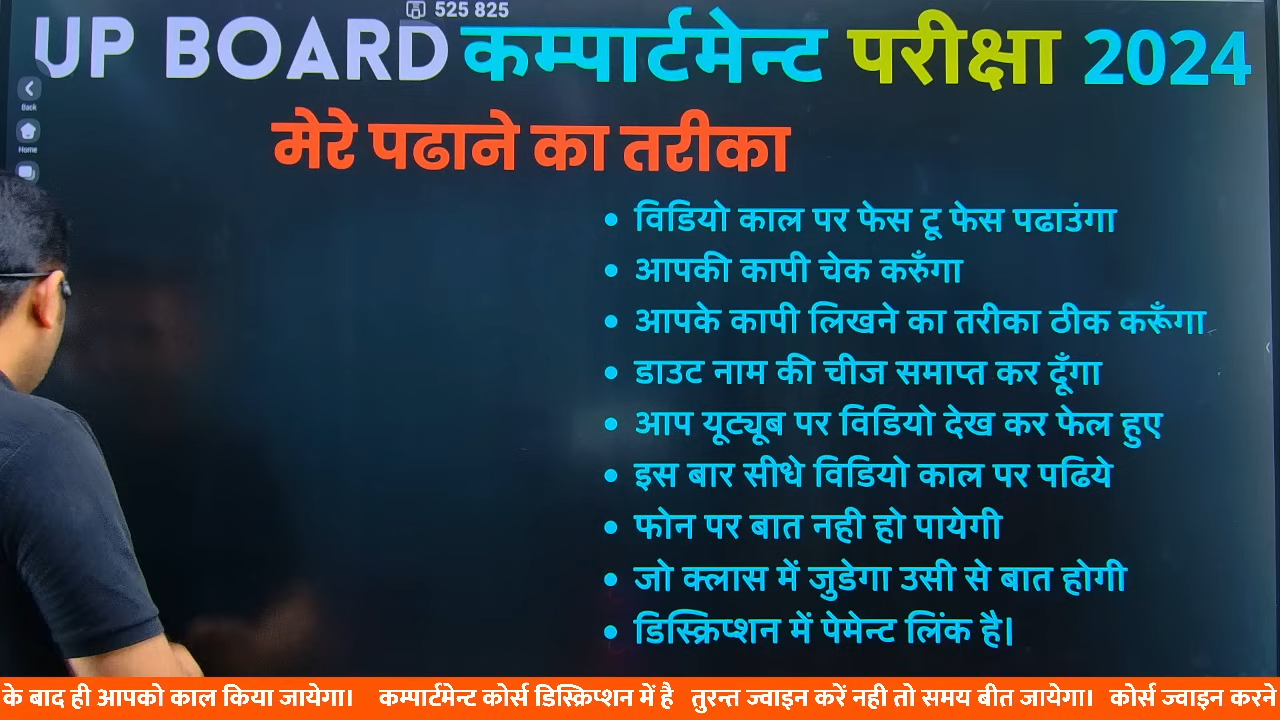 525 825
UP BOARD कम्पार्टमेन्ट परीक्षा 2024
Back
Home
मेरे पढाने का तरीका
• विडियो काल पर फेस टू फेस पढाउंगा
• आपकी कापी चेक करुँगा
• आपके कापी लिखने का तरीका ठीक करूँगा
• डाउट नाम की चीज समाप्त कर दूँगा
• आप यूट्यूब पर विडियो देख कर फेल हुए
• इस बार सीधे विडियो काल पर पढिये
• फोन पर बात नही हो पायेगी
• जो क्लास में जुडेगा उसी से बात होगी
• डिस्क्रिप्शन में पेमेन्ट लिंक है।
के बाद ही आपको काल किया जायेगा। कम्पार्टमेन्ट कोर्स डिस्क्रिप्शन में है तुरन्त ज्वाइन करें नही तो समय बीत जायेगा। कोर्स ज्वाइन करने